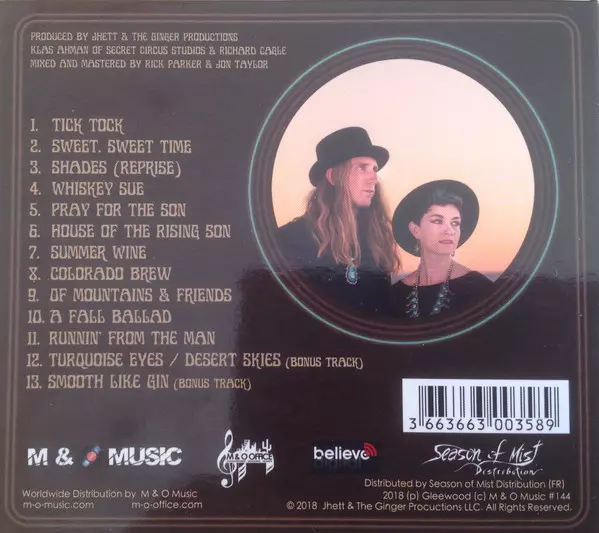 PRODUCED BY JHETT & THE GINGER PRODUCTIONS
KLAS AHMAN OF SECRET CIRCUS STUDIOS & RICHARD CAGLE
MIXED AND MASTERED BY RICK PARKER & JON TAYLOR
1. TICK TOCK
2. SWEET, SWEET TIME
3. SHADES (REPRISE)
4. WHISKEY SUE
5. PRAY FOR THE SON
6. HOUSE OF THE RISING SON
7. SUMMER WINE
8. COLORADO BREW
9. OF MOUNTAINS & FRIENDS
10. A FALL BALLAD
11. RUNNIN' FROM THE MAN
12. TURQUOISE EYES / DESERT SKIES (BONUS TRACK)
13. SMOOTH LIKE GIN (BONUS TRACK)
3 663663 003589
M & MUSIC
M & O OFFICE
believe
digital
Season of Mist
Distribution
Worldwide Distribution by M & O Music
m-o-music.com m-o-office.com
Distributed by Season of Mist Distribution (FR)
2018 (p) Gleewood (c) M & O Music #144
© 2018 Jhett & The Ginger Procuctions LLC. All Rights Reserved.